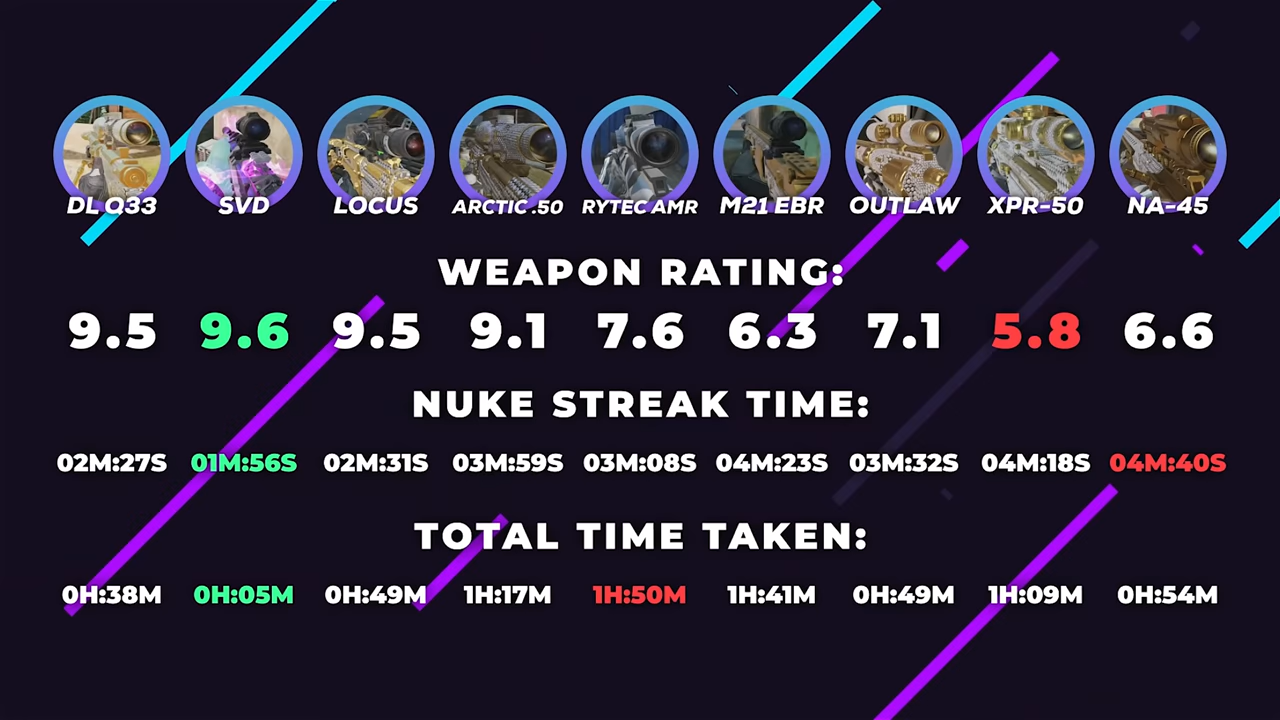 DL Q33 SVD LOCUS ARCTIC .50 RYTEC AMR M21 EBR OUTLAW XPR-50 NA-45
WEAPON RATING:
9.5 9.6 9.5 9.1 7.6 6.3 7.1 5.8 6.6
NUKE STREAK TIME:
02M:27S 01M:56S 02M:31S 03M:59S 03M:08S 04M:23S 03M:32S 04M:18S 04M:40S
TOTAL TIME TAKEN:
0H:38M 0H:05M 0H:49M 1H:17M 1H:50M 1H:41M 0H:49M 1H:09M 0H:54M